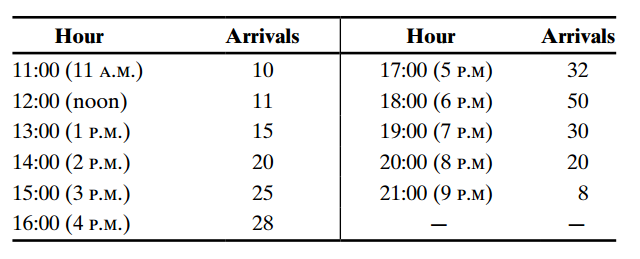 Hour Arrivals Hour Arrivals
11:00 (11 A.M.) 10 17:00 (5 P.M) 32
12:00 (noon) 11 18:00 (6 P.M) 50
13:00 (1 P.M.) 15 19:00 (7 P.M) 30
14:00 (2 P.M.) 20 20:00 (8 P.M) 20
15:00 (3 P.M.) 25 21:00 (9 P.M) 8
16:00 (4 P.M.) 28 — —